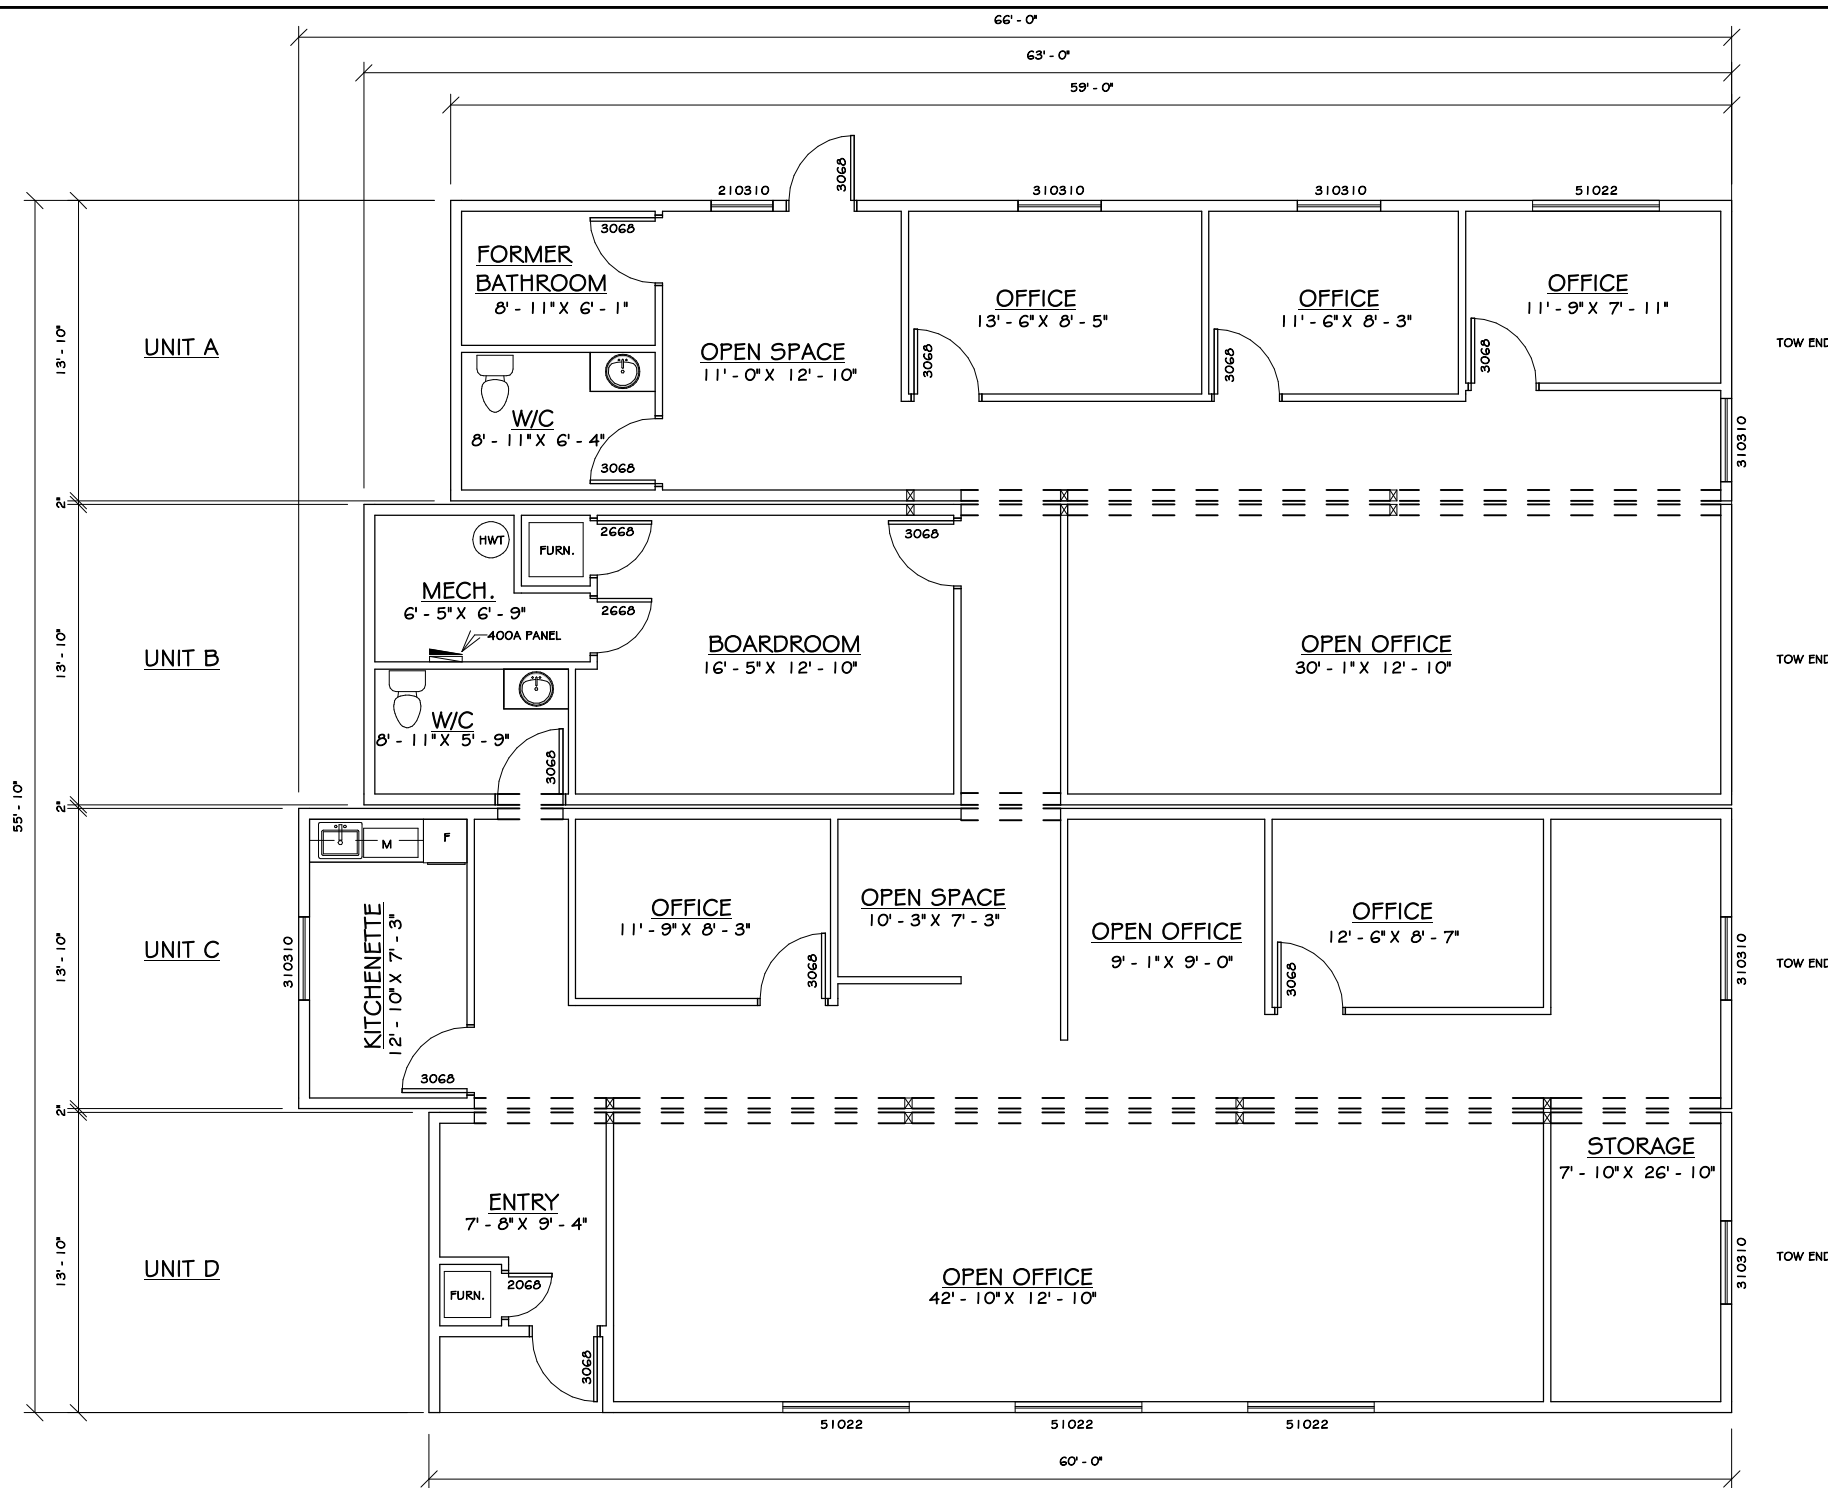 66' - 0"
63' - 0"
59' - 0"
3068
210310
310310
310310
51022
3068
FORMER
BATHROOM
8' - 11" X 6' - 1"
OFFICE
13' - 6" X 8' - 5"
OFFICE
11' - 6" X 8' - 3"
OFFICE
11' - 9" X 7' - 11"
13' - 10"
UNIT A
OPEN SPACE
11' - 0" X 12' - 10"
3068
3068
3068
TOW END
W/C
8' - 11" X 6' - 4"
3068
310310
2"
HWT
FURN.
2668
3068
MECH.
6' - 5" X 6' - 9"
2668
400A PANEL
13' - 10"
UNIT B
BOARDROOM
16' - 5" X 12' - 10"
OPEN OFFICE
30' - 1" X 12' - 10"
TOW END
W/C
8' - 11" X 5' - 9"
3068
55' - 10"
2"
M
F
OFFICE
11' - 9" X 8' - 3"
OPEN SPACE
10' - 3" X 7' - 3"
OPEN OFFICE
9' - 1" X 9' - 0"
OFFICE
12' - 6" X 8' - 7"
13' - 10"
UNIT C
310310
KITCHENETTE
12' - 10" X 7' - 3"
3068
3068
310310
TOW END
3068
2"
STORAGE
7' - 10" X 26' - 10"
ENTRY
7' - 8" X 9' - 4"
13' - 10"
UNIT D
OPEN OFFICE
42' - 10" X 12' - 10"
310310
TOW END
FURN.
2068
3068
51022
51022
51022
60' - 0"